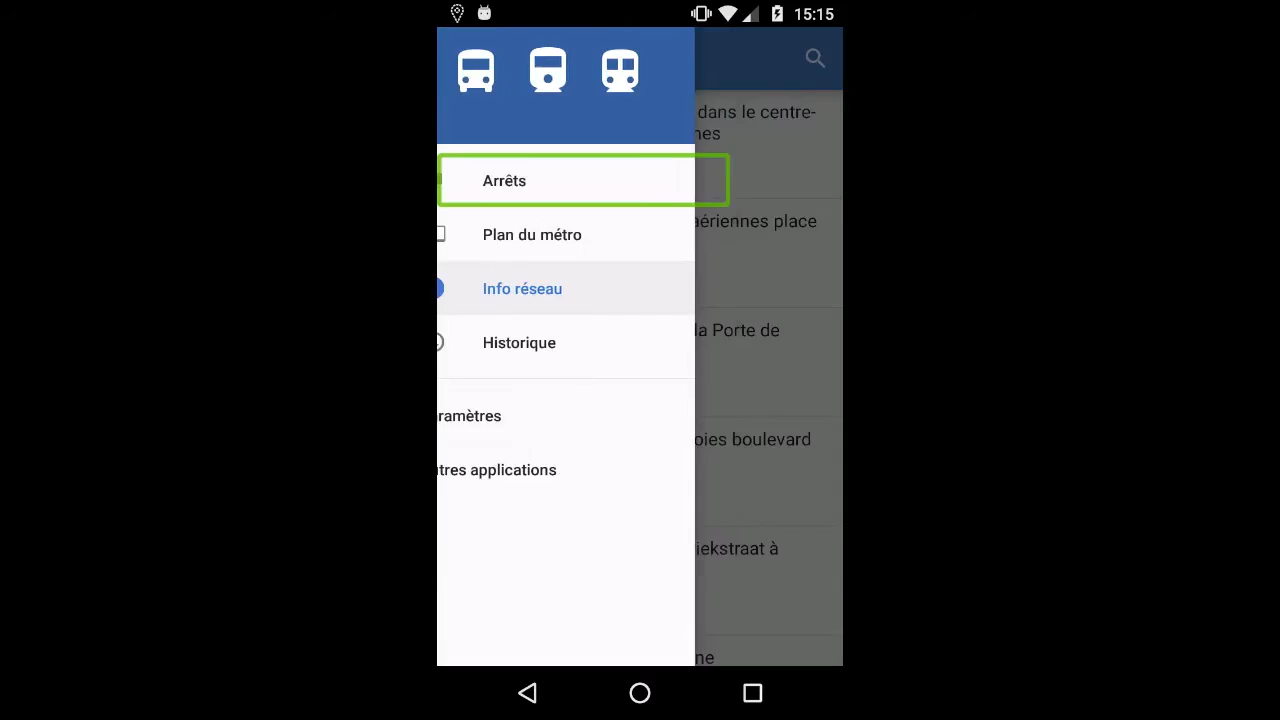 15:15
Arrêts
Plan du métro
Info réseau
Historique
ramètres
tres applications
dans le centre-
nes
aériennes place
la Porte de
oies boulevard
iekstraat à
ne